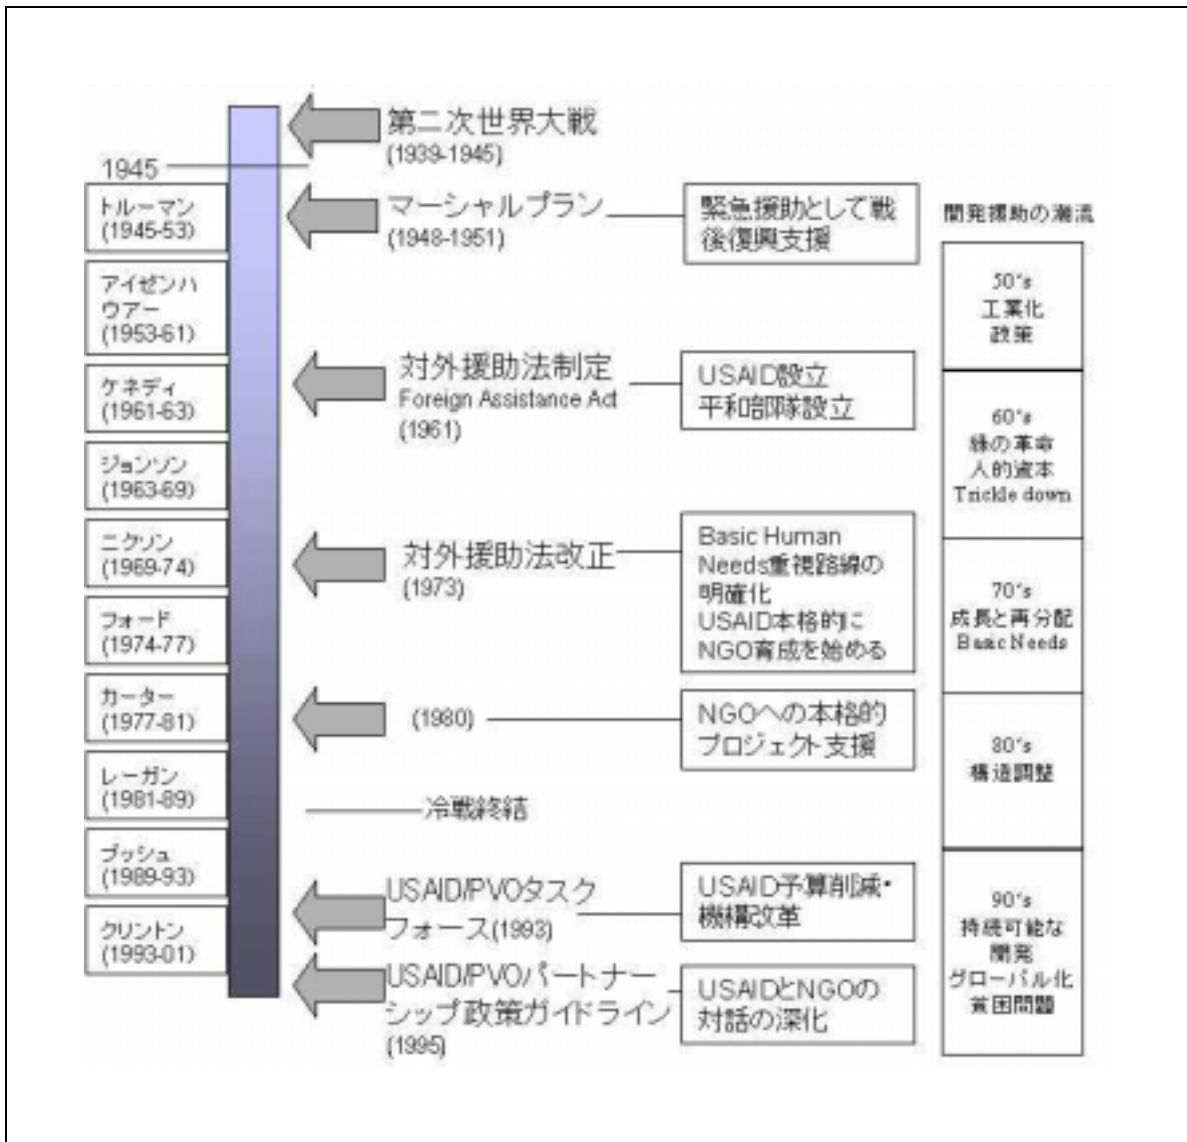 1945
トルーマン
(1945-53)
アイゼンハ
ウアー
(1953-61)
ケネディ
(1961-63)
ジョンソン
(1963-69)
ニクソン
(1969-74)
フォード
(1974-77)
カーター
(1977-81)
レーガン
(1981-89)
ブッシュ
(1989-93)
クリントン
(1993-01)
第二次世界大戦
(1939-1945)
マーシャルプラン
(1948-1951)
対外援助法制定
Foreign Assistance Act
(1961)
対外援助法改正
(1973)
(1980)
冷戦終結
USAID/PVOタスク
フォース(1993)
USAID/PVOパートナー
シップ政策ガイドライン
(1995)
緊急援助として戦
後復興支援
USAID設立
平和部隊設立
Basic Human
Needs重視路線の
明確化
USAID本格的に
NGO育成を始める
NGOへの本格的
プロジェクト支援
USAID予算削減・
機構改革
USAIDとNGOの
対話の深化
開発援助の潮流
50's
工業化
政策
60's
緑の革命
人的資本
Trickle down
70's
成長と再分配
Basic Needs
80's
構造調整
90's
持続可能な
開発
グローバル化
貧困問題